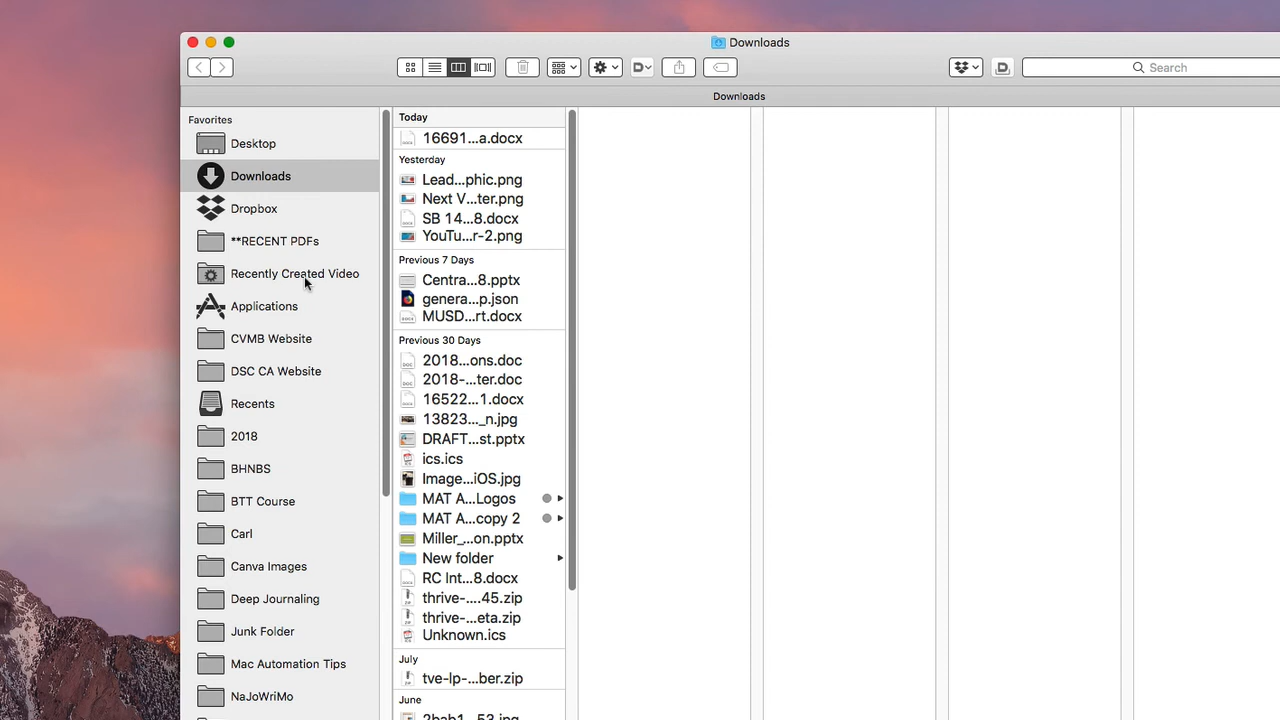 Downloads
Search
Downloads
Favorites
Desktop
Downloads
Dropbox
**RECENT PDFs
Recently Created Video
Applications
CVMB Website
DSC CA Website
Recents
2018
BHNBS
BTT Course
Carl
Canva Images
Deep Journaling
Junk Folder
Mac Automation Tips
NaJoWriMo
Today
16691...a.docx
Yesterday
Lead...phic.png
Next V...ter.png
SB 14...8.docx
YouTu...r-2.png
Previous 7 Days
Centra...8.pptx
genera...p.json
MUSD...rt.docx
Previous 30 Days
2018...ons.doc
2018-...ter.doc
16522...1.docx
13823..._n.jpg
DRAFT...st.pptx
ics.ics
Image...iOS.jpg
MAT A...Logos
MAT A...copy 2
Miller_...on.pptx
New folder
RC Int...8.docx
thrive-....45.zip
thrive-...eta.zip
Unknown.ics
July
tve-lp-...ber.zip
June